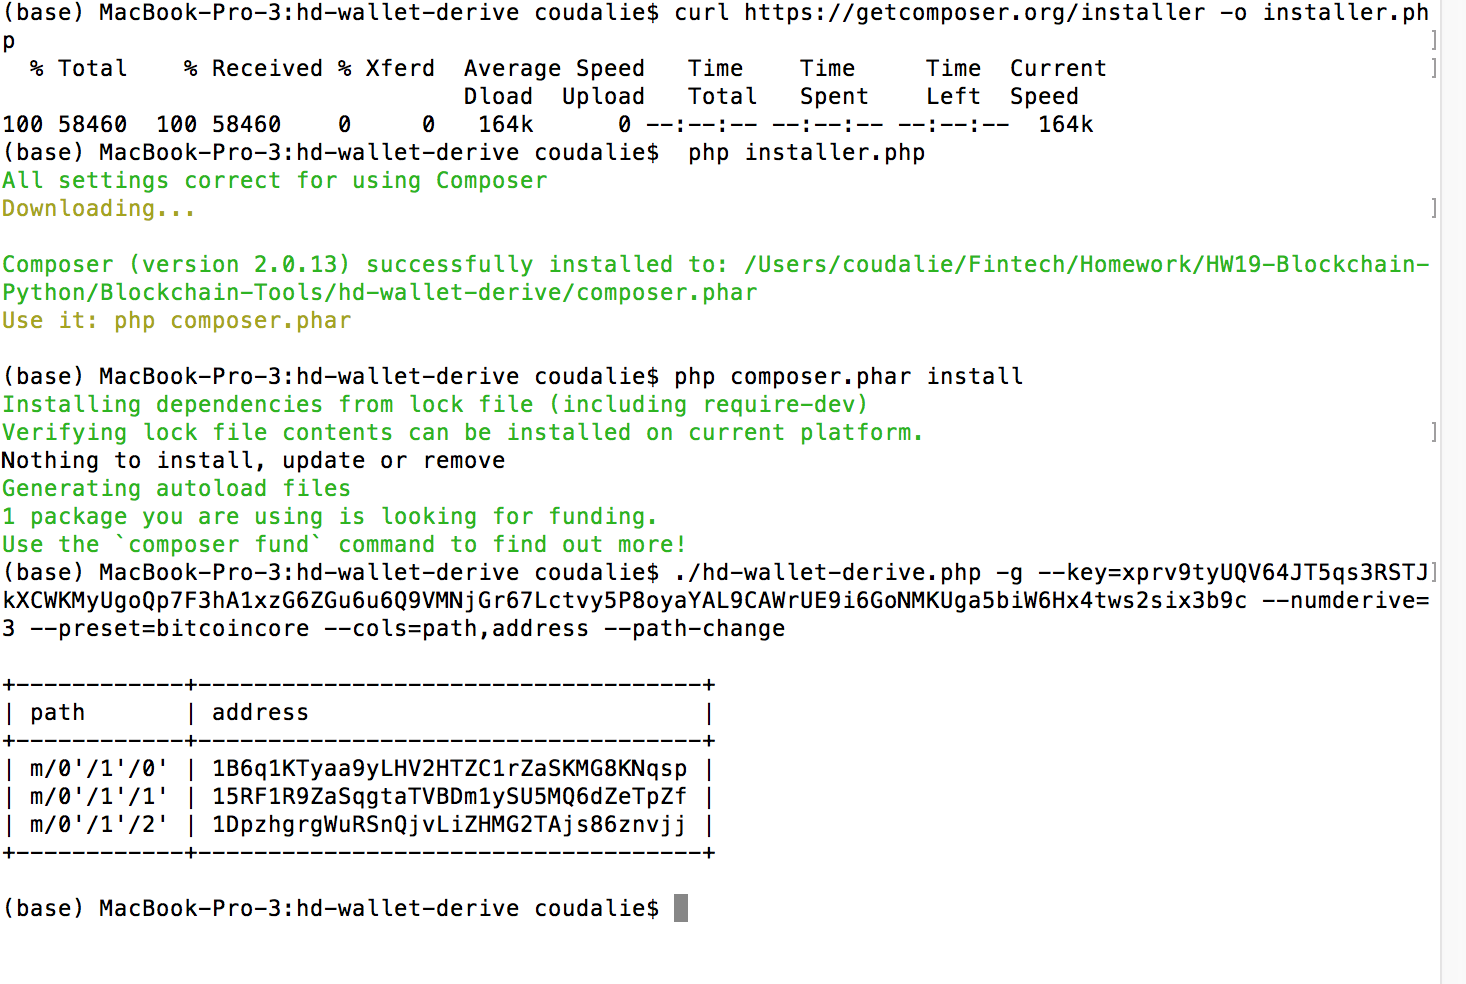 (base) MacBook-Pro-3:hd-wallet-derive coudalie$ curl https://getcomposer.org/installer -o installer.ph
p ]
  % Total    % Received % Xferd  Average Speed   Time    Time     Time  Current ]
                                 Dload  Upload   Total   Spent    Left  Speed
100 58460  100 58460    0     0   164k      0 --:--:-- --:--:-- --:--:--  164k
(base) MacBook-Pro-3:hd-wallet-derive coudalie$  php installer.php
All settings correct for using Composer
Downloading... ]
Composer (version 2.0.13) successfully installed to: /Users/coudalie/Fintech/Homework/HW19-Blockchain-
Python/Blockchain-Tools/hd-wallet-derive/composer.phar
Use it: php composer.phar
(base) MacBook-Pro-3:hd-wallet-derive coudalie$ php composer.phar install
Installing dependencies from lock file (including require-dev)
Verifying lock file contents can be installed on current platform. ]
Nothing to install, update or remove
Generating autoload files
1 package you are using is looking for funding.
Use the `composer fund` command to find out more!
(base) MacBook-Pro-3:hd-wallet-derive coudalie$ ./hd-wallet-derive.php -g --key=xprv9tyUQV64JT5qs3RSTJ]
kXCWKMyUgoQp7F3hA1xzG6ZGu6u6Q9VMNjGr67Lctvy5P8oyaYAL9CAWrUE9i6GoNMKUga5biW6Hx4tws2six3b9c --numderive=
3 --preset=bitcoincore --cols=path,address --path-change
+------------+------------------------------------+
| path       | address                            |
+------------+------------------------------------+
| m/0'/1'/0' | 1B6q1KTyaa9yLHV2HTZC1rZaSKMG8KNqsp |
| m/0'/1'/1' | 15RF1R9ZaSqgtaTVBDm1ySU5MQ6dZeTpZf |
| m/0'/1'/2' | 1DpzhgrgWuRSnQjvLiZHMG2TAjs86znvjj |
+------------+------------------------------------+
(base) MacBook-Pro-3:hd-wallet-derive coudalie$